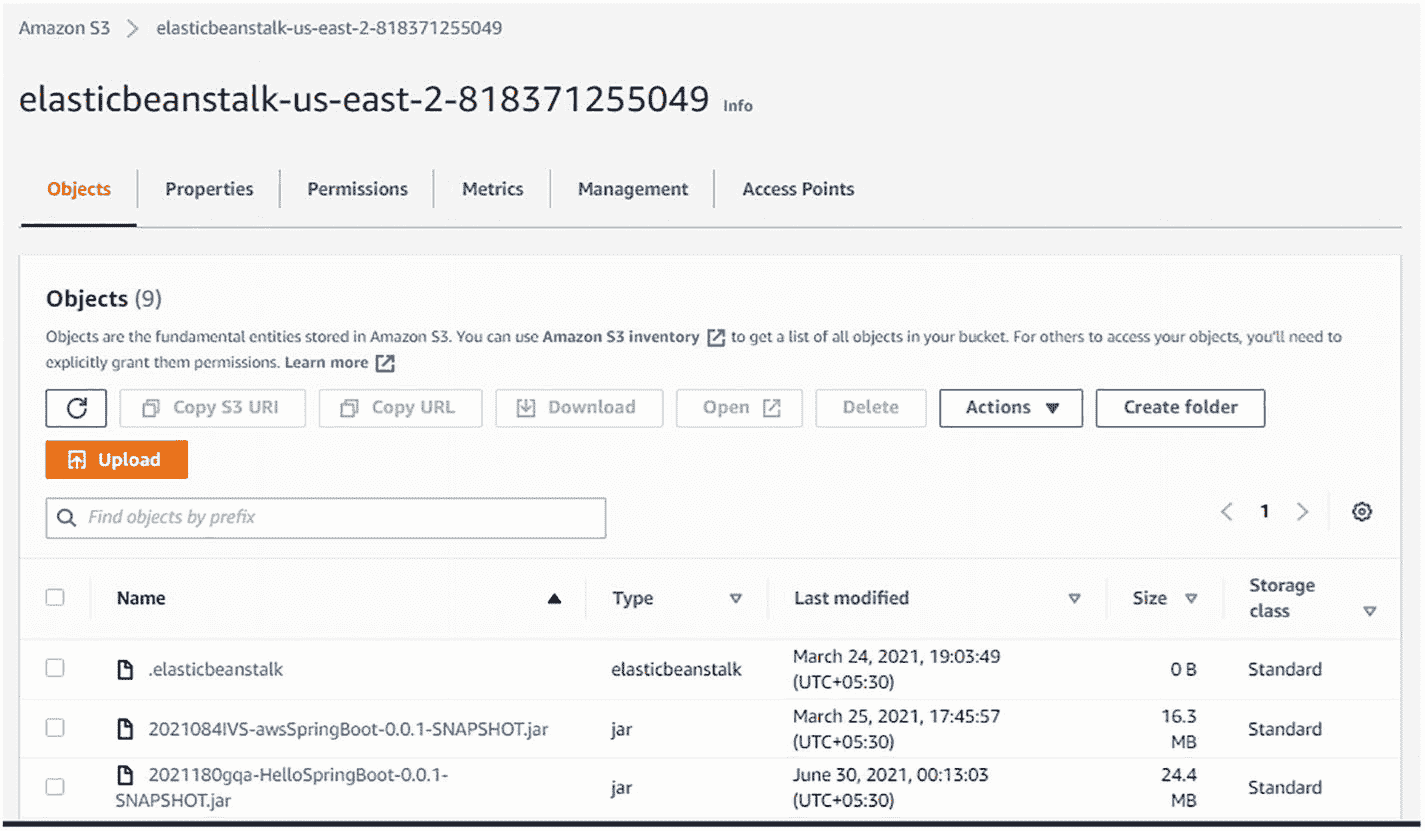 Amazon S3 > elasticbeanstalk-us-east-2-818371255049
elasticbeanstalk-us-east-2-818371255049 Info
Objects Properties Permissions Metrics Management Access Points
Objects (9)
Objects are the fundamental entities stored in Amazon S3. You can use Amazon S3 inventory to get a list of all objects in your bucket. For others to access your objects, you'll need to
explicitly grant them permissions. Learn more
Copy S3 URI Copy URL Download Open Delete Actions Create folder
Upload
Find objects by prefix
1
Name Type Last modified Size Storage
class
.elasticbeanstalk elasticbeanstalk March 24, 2021, 19:03:49 0 B Standard
(UTC+05:30)
2021084IVS-awsSpringBoot-0.0.1-SNAPSHOT.jar jar March 25, 2021, 17:45:57 16.3 Standard
(UTC+05:30) MB
2021180gqa-HelloSpringBoot-0.0.1- jar June 30, 2021, 00:13:03 24.4 Standard
SNAPSHOT.jar (UTC+05:30) MB